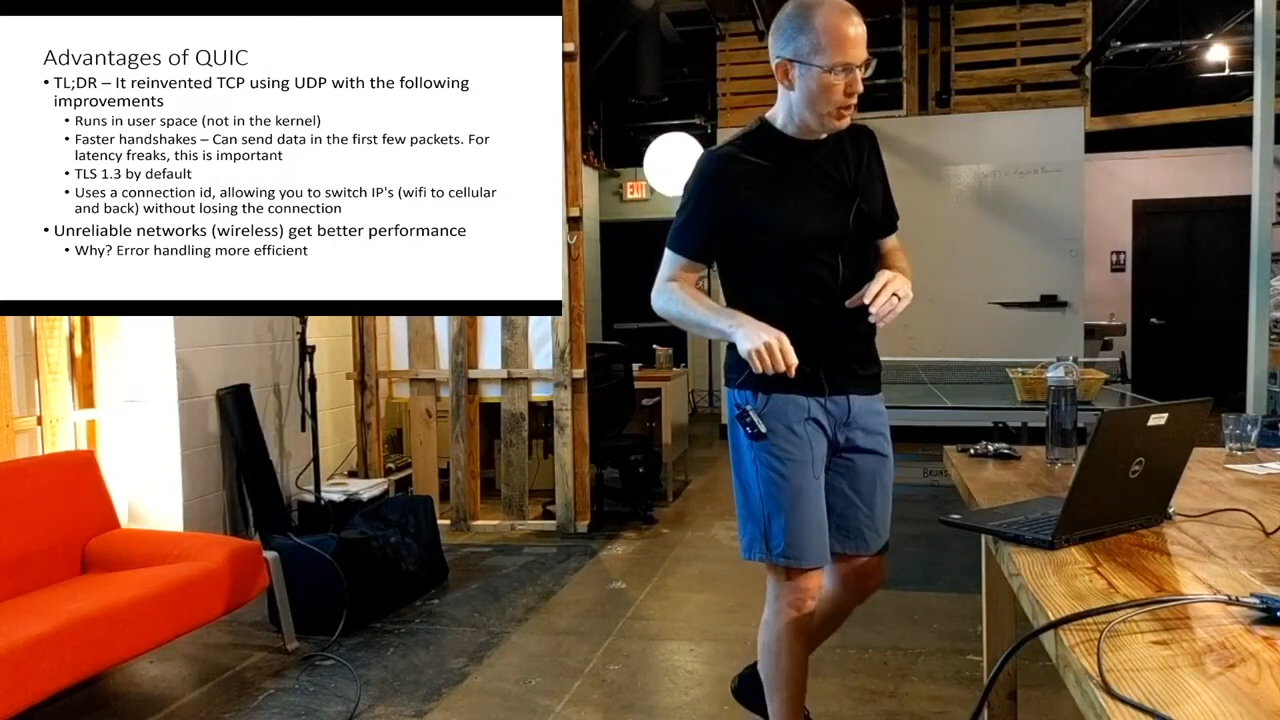 Advantages of QUIC
• TL;DR – It reinvented TCP using UDP with the following
improvements
• Runs in user space (not in the kernel)
• Faster handshakes – Can send data in the first few packets. For
latency freaks, this is important
• TLS 1.3 by default
• Uses a connection id, allowing you to switch IP's (wifi to cellular
and back) without losing the connection
• Unreliable networks (wireless) get better performance
• Why? Error handling more efficient
EXIT
DELL